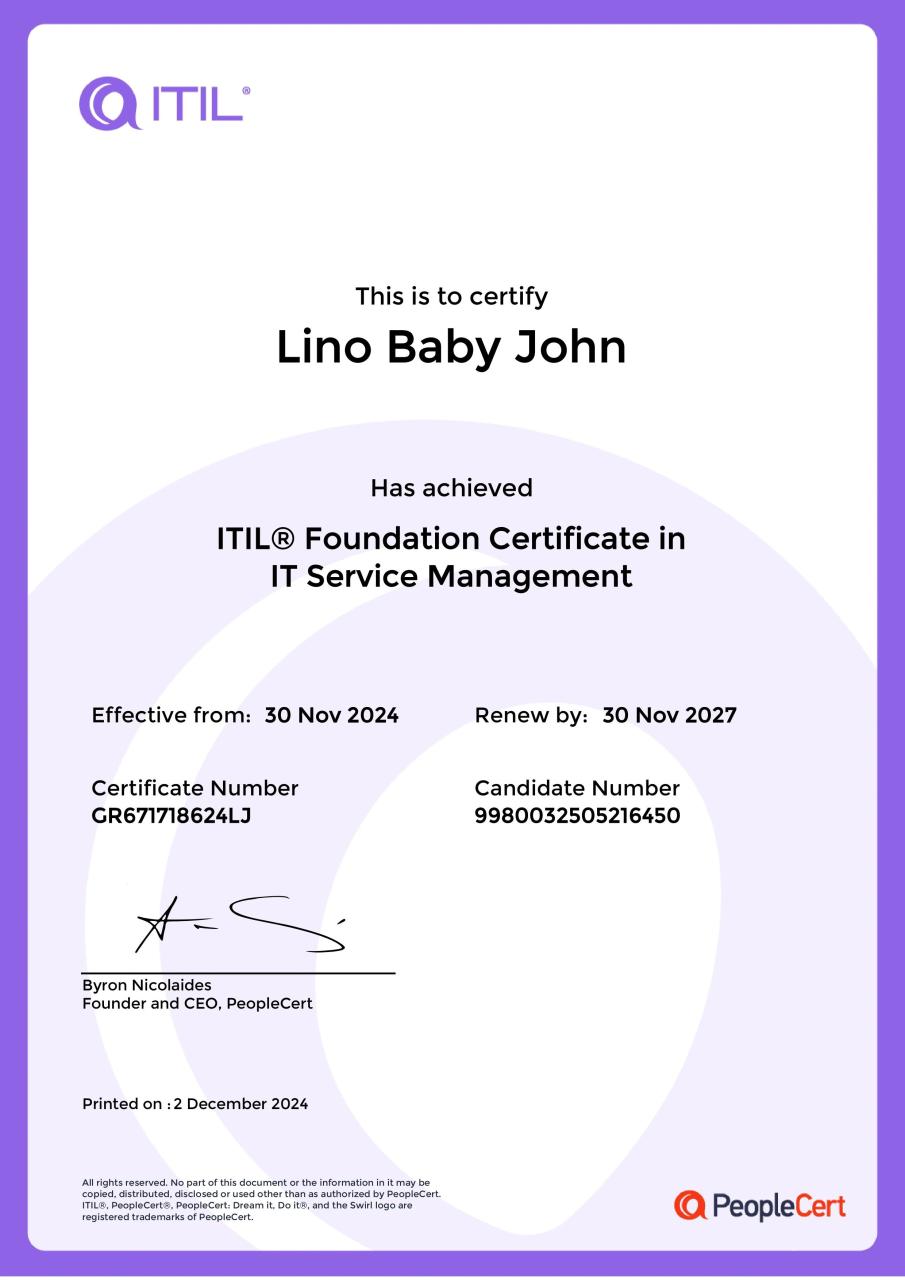 ITIL®
This is to certify
Lino Baby John
Has achieved
ITIL® Foundation Certificate in
IT Service Management
Effective from: 30 Nov 2024
Renew by: 30 Nov 2027
Certificate Number
GR671718624LJ
Candidate Number
9980032505216450
Byron Nicolaides
Founder and CEO, PeopleCert
Printed on : 2 December 2024
All rights reserved. No part of this document or the information in it may be
copied, distributed, disclosed or used other than as authorized by PeopleCert.
ITIL®, PeopleCert®, PeopleCert: Dream it, Do it®, and the Swirl logo are
registered trademarks of PeopleCert.
PeopleCert